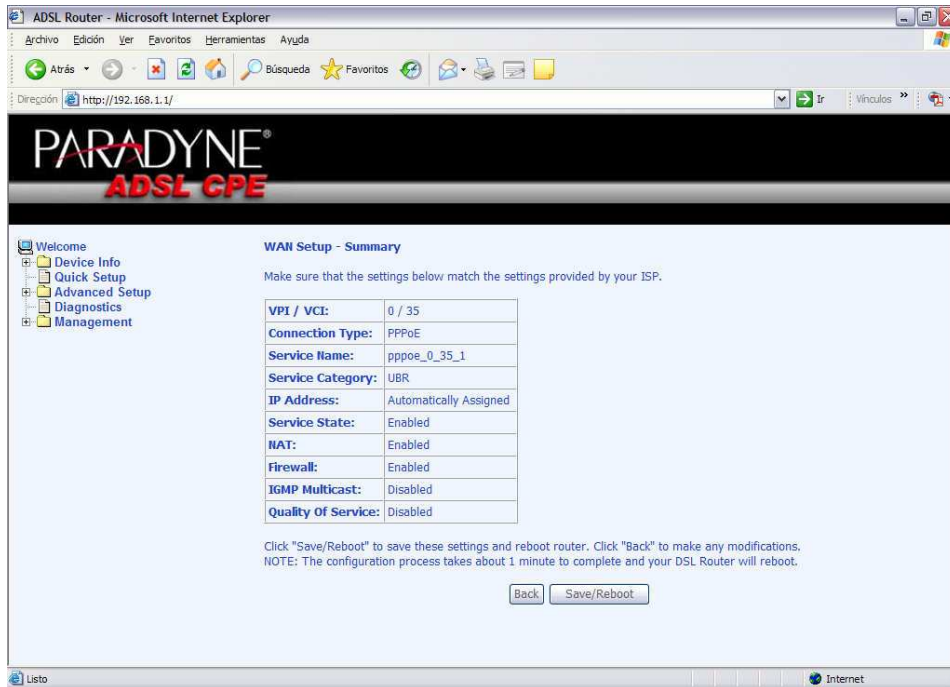 ADSL Router - Microsoft Internet Explorer
Archivo Edición Ver Favoritos Herramientas Ayuda
Atrás Búsqueda Favoritos
Dirección http://192.168.1.1/ Ir Vínculos »
PARADYNE®
ADSL CPE
Welcome
Device Info
Quick Setup
Advanced Setup
Diagnostics
Management
WAN Setup - Summary
Make sure that the settings below match the settings provided by your ISP.
VPI / VCI: 0 / 35
Connection Type: PPPoE
Service Name: pppoe_0_35_1
Service Category: UBR
IP Address: Automatically Assigned
Service State: Enabled
NAT: Enabled
Firewall: Enabled
IGMP Multicast: Disabled
Quality Of Service: Disabled
Click "Save/Reboot" to save these settings and reboot router. Click "Back" to make any modifications.
NOTE: The configuration process takes about 1 minute to complete and your DSL Router will reboot.
Back Save/Reboot
Listo Internet